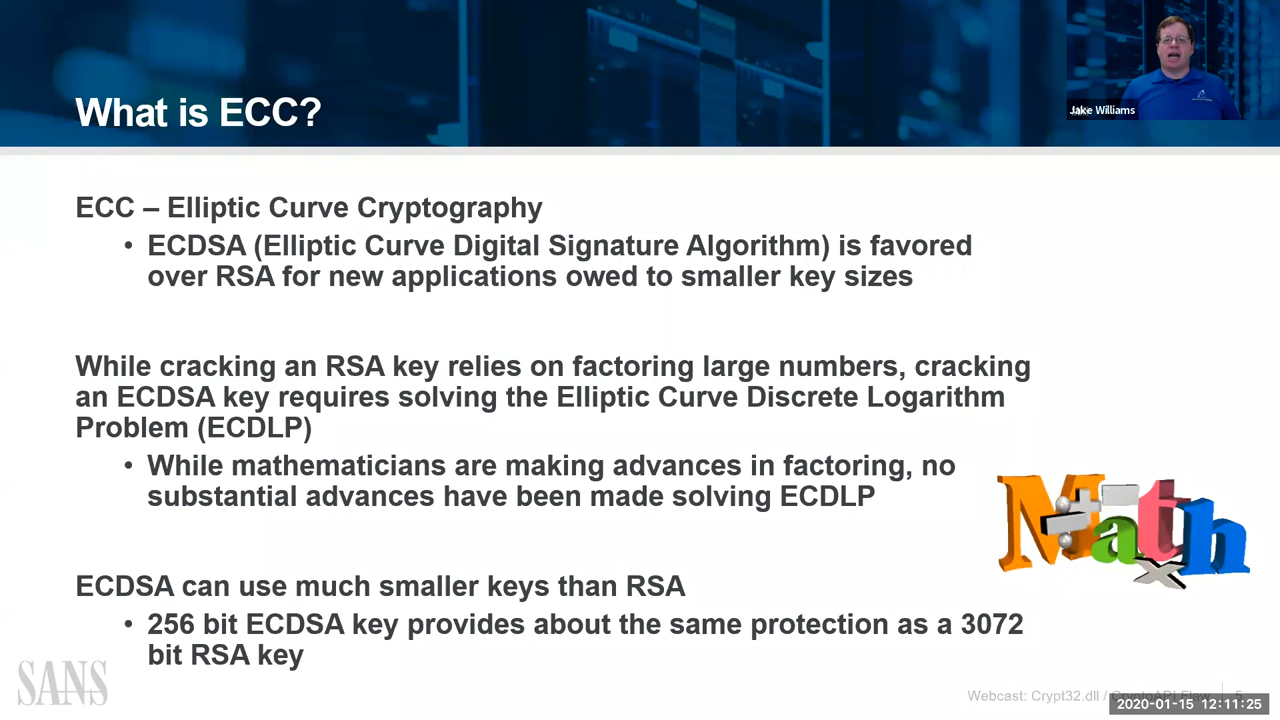 What is ECC?
Jake Williams
ECC – Elliptic Curve Cryptography
• ECDSA (Elliptic Curve Digital Signature Algorithm) is favored
over RSA for new applications owed to smaller key sizes
While cracking an RSA key relies on factoring large numbers, cracking
an ECDSA key requires solving the Elliptic Curve Discrete Logarithm
Problem (ECDLP)
• While mathematicians are making advances in factoring, no
substantial advances have been made solving ECDLP
Math
ECDSA can use much smaller keys than RSA
• 256 bit ECDSA key provides about the same protection as a 3072
bit RSA key
SANS
Webcast: Crypt32.dll / CryptoAPI Flaw 5
2020-01-15 12:11:25